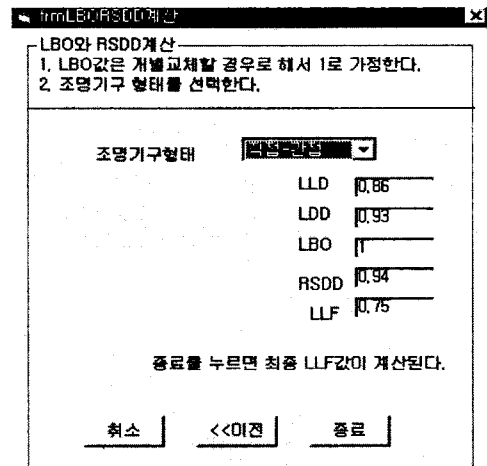 frmLBORSDD계산
LBO와 RSDD계산
1. LBO값은 개별교체할 경우로 해서 1로 가정한다.
2. 조명기구 형태를 선택한다.
조명기구형태 직접-간접
LLD 0.86
LDD 0.93
LBO 1
RSDD 0.94
LLF 0.75
종료를 누르면 최종 LLF값이 계산된다.
취소 <<이전 종료